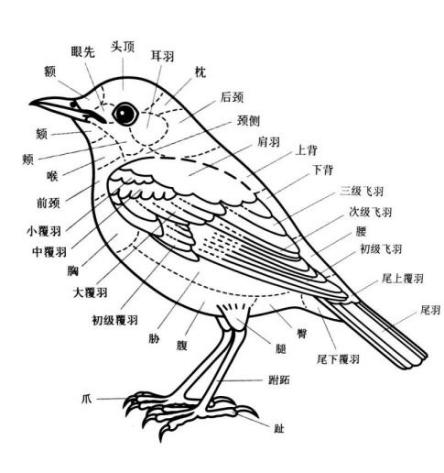 头顶
眼先
耳羽
额
枕
后颈
颈侧
颏
颊
喉
肩羽
上背
下背
前颈
三级飞羽
小覆羽
次级飞羽
中覆羽
腰
初级飞羽
胸
尾上覆羽
大覆羽
尾羽
初级覆羽
胁
腹
腿
臀
尾下覆羽
跗跖
爪
趾